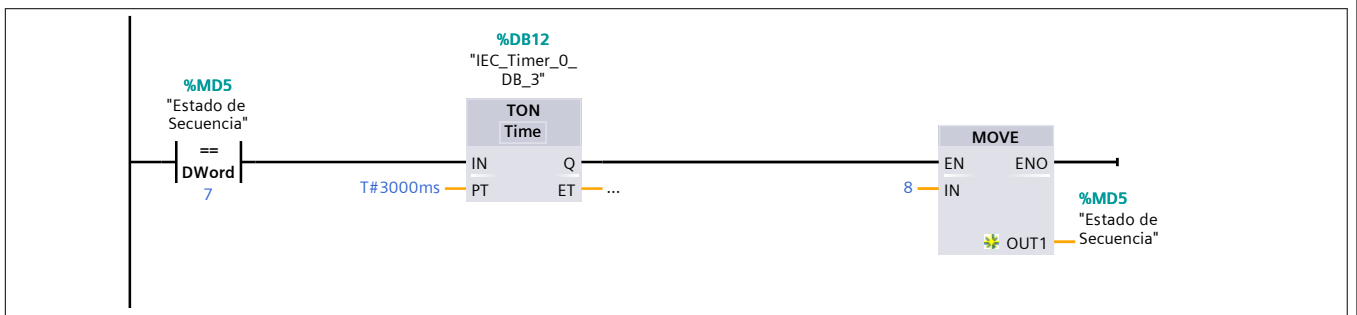 %DB12
"IEC_Timer_0_
DB_3"
%MD5
"Estado de
Secuencia"
==
DWord
7
TON
Time
IN Q
T#3000ms PT ET ...
MOVE
EN ENO
8 IN
OUT1
%MD5
"Estado de
Secuencia"